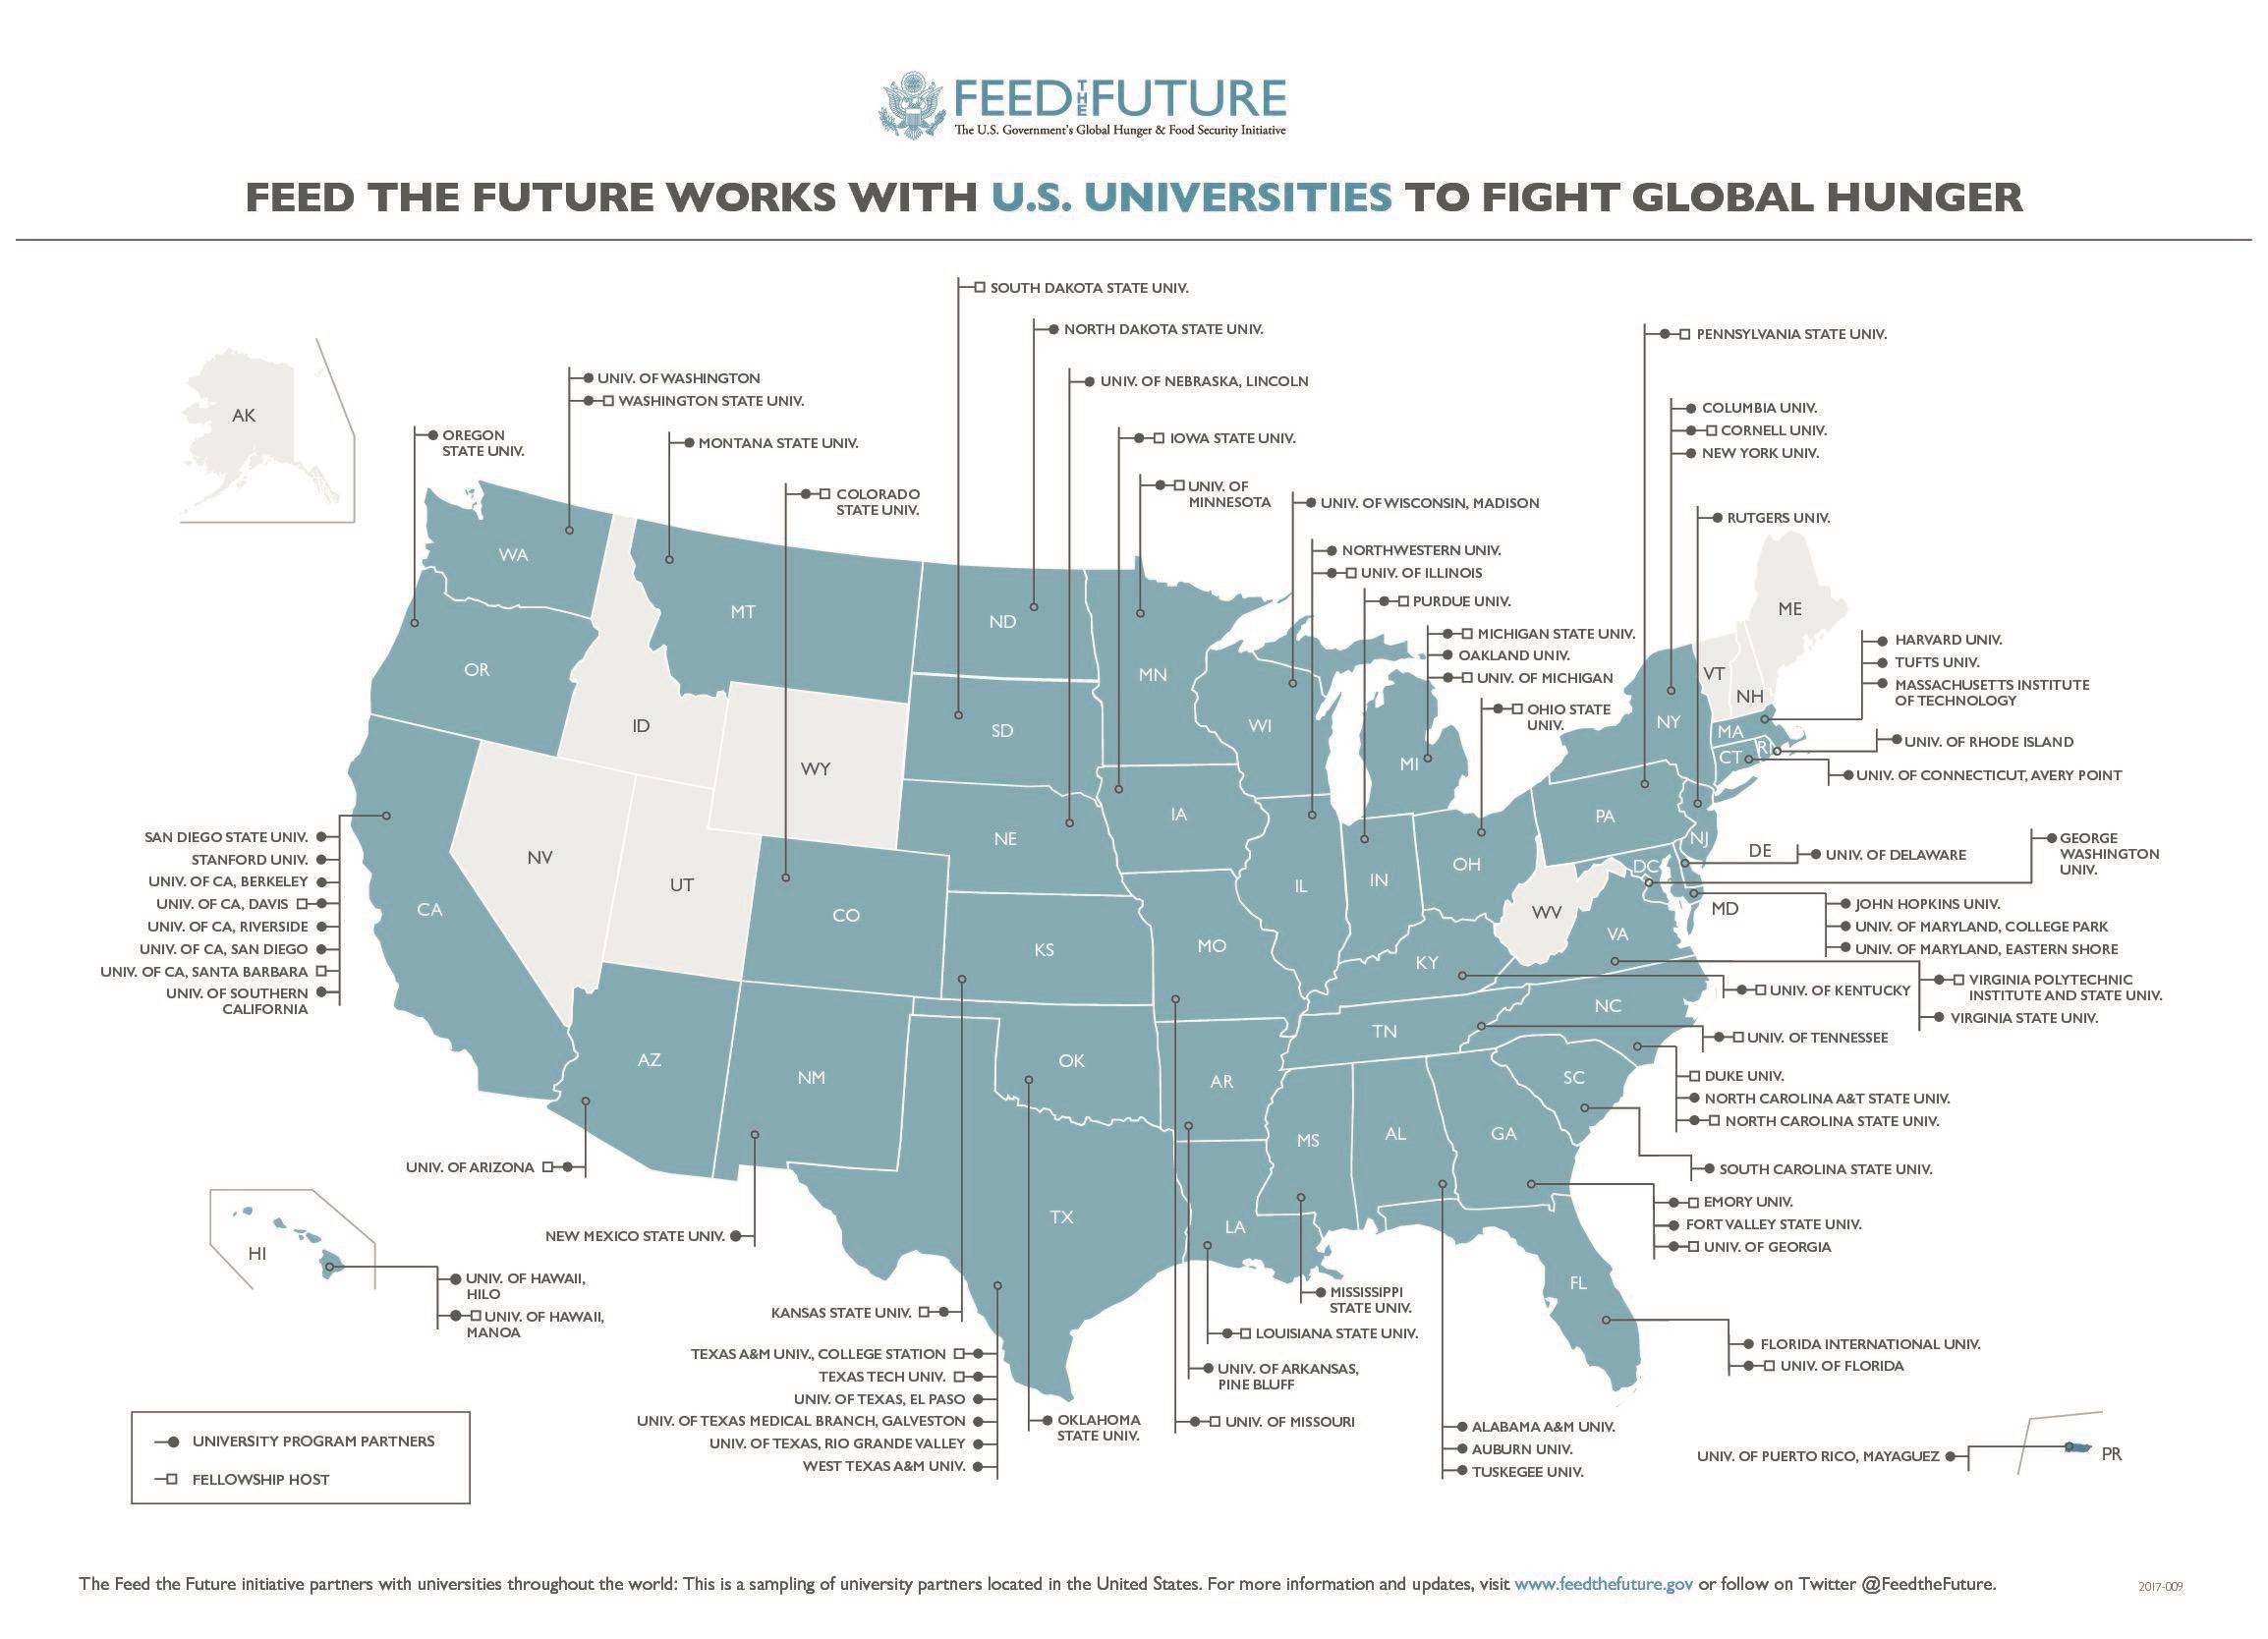 FEED THE FUTURE
The U.S. Government's Global Hunger & Food Security Initiative
FEED THE FUTURE WORKS WITH U.S. UNIVERSITIES TO FIGHT GLOBAL HUNGER
SOUTH DAKOTA STATE UNIV.
NORTH DAKOTA STATE UNIV.
PENNSYLVANIA STATE UNIV.
UNIV. OF WASHINGTON
WASHINGTON STATE UNIV.
UNIV. OF NEBRASKA, LINCOLN
COLUMBIA UNIV.
CORNELL UNIV.
NEW YORK UNIV.
AK
OREGON
STATE UNIV.
MONTANA STATE UNIV.
IOWA STATE UNIV.
COLORADO
STATE UNIV.
UNIV. OF
MINNESOTA
UNIV. OF WISCONSIN, MADISON
RUTGERS UNIV.
NORTHWESTERN UNIV.
UNIV. OF ILLINOIS
PURDUE UNIV.
MICHIGAN STATE UNIV.
OAKLAND UNIV.
UNIV. OF MICHIGAN
OHIO STATE
UNIV.
HARVARD UNIV.
TUFTS UNIV.
MASSACHUSETTS INSTITUTE
OF TECHNOLOGY
UNIV. OF RHODE ISLAND
UNIV. OF CONNECTICUT, AVERY POINT
WA
MT
ND
ME
OR
MN
VT
NH
ID
SD
WI
NY
MA
RI
CT
MI
WY
NE
IA
PA
NJ
NV
UT
CA
CO
IL
IN
OH
DC
DE
WV
MD
VA
KS
MO
KY
NC
TN
AZ
NM
OK
AR
SC
MS
AL
GA
TX
LA
FL
HI
PR
SAN DIEGO STATE UNIV.
STANFORD UNIV.
UNIV. OF CA, BERKELEY
UNIV. OF CA, DAVIS
UNIV. OF CA, RIVERSIDE
UNIV. OF CA, SAN DIEGO
UNIV. OF CA, SANTA BARBARA
UNIV. OF SOUTHERN
CALIFORNIA
UNIV. OF DELAWARE
GEORGE
WASHINGTON
UNIV.
JOHN HOPKINS UNIV.
UNIV. OF MARYLAND, COLLEGE PARK
UNIV. OF MARYLAND, EASTERN SHORE
VIRGINIA POLYTECHNIC
INSTITUTE AND STATE UNIV.
VIRGINIA STATE UNIV.
UNIV. OF KENTUCKY
UNIV. OF TENNESSEE
DUKE UNIV.
NORTH CAROLINA A&T STATE UNIV.
NORTH CAROLINA STATE UNIV.
SOUTH CAROLINA STATE UNIV.
EMORY UNIV.
FORT VALLEY STATE UNIV.
UNIV. OF GEORGIA
UNIV. OF ARIZONA
NEW MEXICO STATE UNIV.
UNIV. OF HAWAII,
HILO
UNIV. OF HAWAII,
MANOA
KANSAS STATE UNIV.
MISSISSIPPI
STATE UNIV.
LOUISIANA STATE UNIV.
UNIV. OF ARKANSAS,
PINE BLUFF
UNIV. OF MISSOURI
OKLAHOMA
STATE UNIV.
TEXAS A&M UNIV., COLLEGE STATION
TEXAS TECH UNIV.
UNIV. OF TEXAS, EL PASO
UNIV. OF TEXAS MEDICAL BRANCH, GALVESTON
UNIV. OF TEXAS, RIO GRANDE VALLEY
WEST TEXAS A&M UNIV.
FLORIDA INTERNATIONAL UNIV.
UNIV. OF FLORIDA
ALABAMA A&M UNIV.
AUBURN UNIV.
TUSKEGEE UNIV.
UNIV. OF PUERTO RICO, MAYAGUEZ
UNIVERSITY PROGRAM PARTNERS
FELLOWSHIP HOST
The Feed the Future initiative partners with universities throughout the world: This is a sampling of university partners located in the United States. For more information and updates, visit www.feedthefuture.gov or follow on Twitter @FeedtheFuture.
2017-009